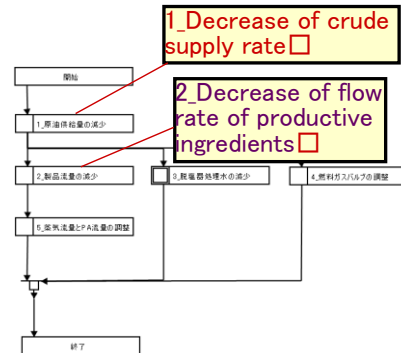 1_Decrease of crude
supply rate□
開始
2_Decrease of flow
rate of productive
ingredients□
1_原油供給量の減少
2_製品流量の減少
3_脱塩器処理水の減少
4_燃料ガスバルブの調整
5_蒸気流量とPA流量の調整
終了